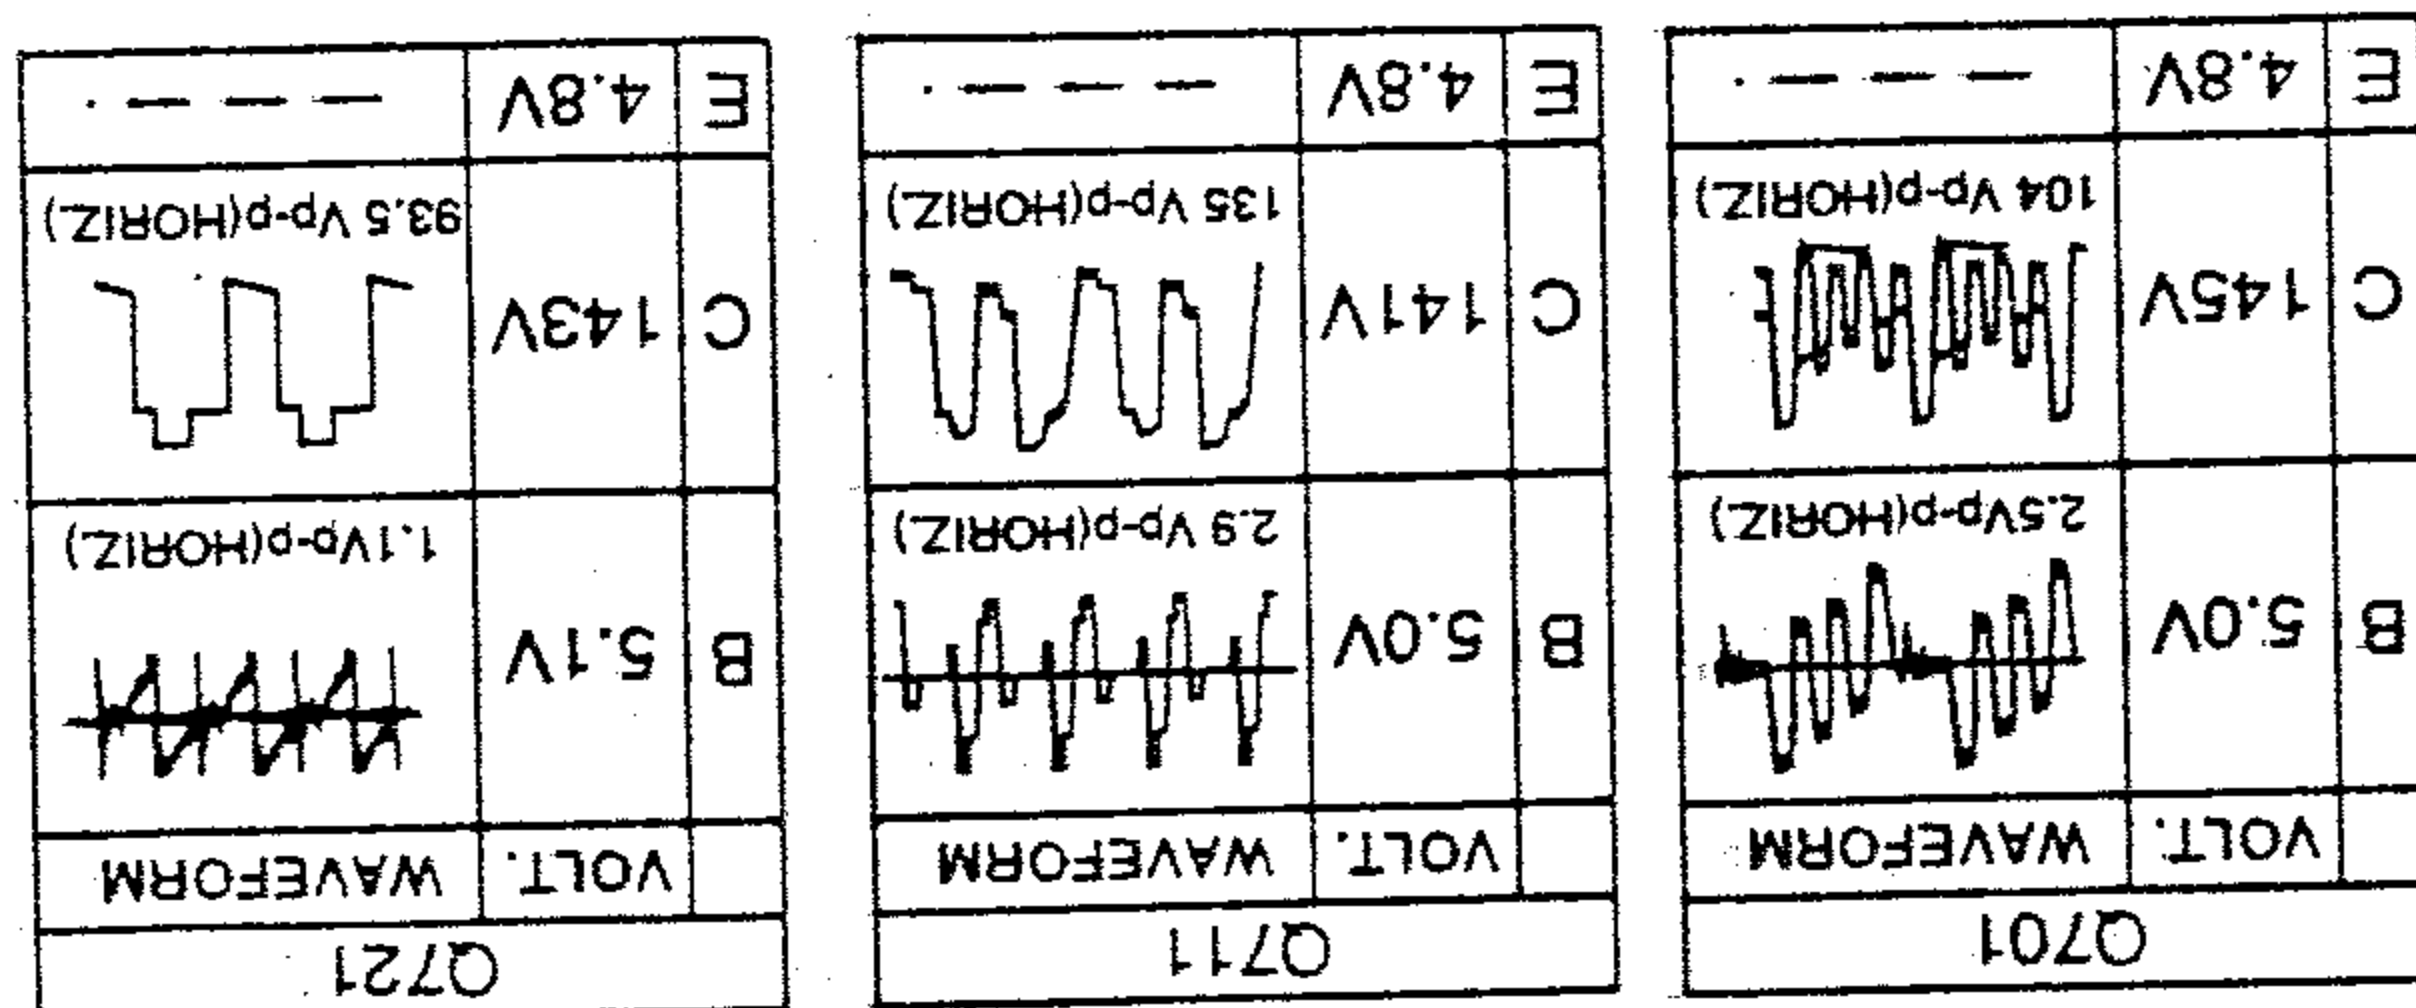 Q701
VOLT. WAVEFORM
B 5.0V 2.5Vp-p(HORIZ.)
C 145V 104 Vp-p(HORIZ.)
E 4.8V
Q711
VOLT. WAVEFORM
B 5.0V 2.9 Vp-p(HORIZ.)
C 141V 135 Vp-p(HORIZ.)
E 4.8V
Q721
VOLT. WAVEFORM
B 5.1V 1.1Vp-p(HORIZ.)
C 143V 93.5 Vp-p(HORIZ.)
E 4.8V